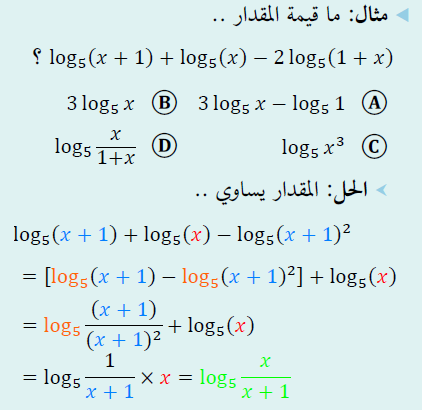 مثال: ما قيمة المقدار ..
log₅(x + 1) + log₅(x) − 2 log₅(1 + x) ؟
Ⓐ 3 log₅ x − log₅ 1 Ⓑ 3 log₅ x
Ⓒ log₅ x³ Ⓓ log₅ x/(1+x)
الحل: المقدار يساوي ..
log₅(x + 1) + log₅(x) − log₅(x + 1)²
= [log₅(x + 1) − log₅(x + 1)²] + log₅(x)
= log₅ (x + 1)/(x + 1)² + log₅(x)
= log₅ 1/(x + 1) × x = log₅ x/(x + 1)